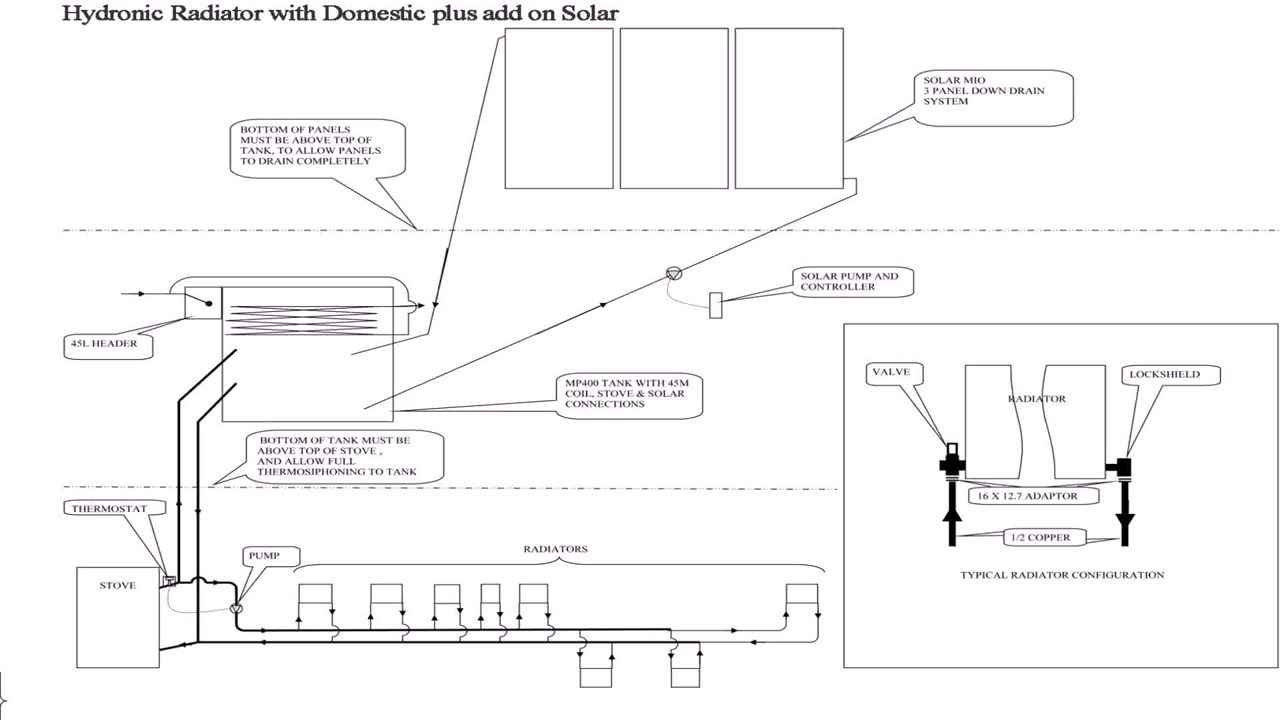 Hydronic Radiator with Domestic plus add on Solar
SOLAR MIO
3 PANEL DOWN DRAIN
SYSTEM
BOTTOM OF PANELS
MUST BE ABOVE TOP OF
TANK, TO ALLOW PANELS
TO DRAIN COMPLETELY
SOLAR PUMP AND
CONTROLLER
45L HEADER
MP400 TANK WITH 45M
COIL, STOVE & SOLAR
CONNECTIONS
BOTTOM OF TANK MUST BE
ABOVE TOP OF STOVE ,
AND ALLOW FULL
THERMOSIPHONING TO TANK
THERMOSTAT
PUMP
RADIATORS
STOVE
VALVE
LOCKSHIELD
RADIATOR
16 X 12.7 ADAPTOR
1/2 COPPER
TYPICAL RADIATOR CONFIGURATION